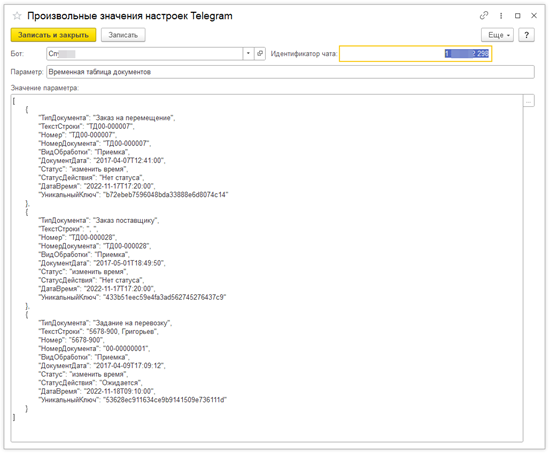 Произвольные значения настроек Telegram
Записать и закрыть Записать Еще ?
Бот: Идентификатор чата: 298
Параметр: Временная таблица документов
Значение параметра:
[
{
"ТипДокумента": "Заказ на перемещение",
"ТекстСтроки": "ТД00-000007",
"Номер": "ТД00-000007",
"НомерДокумента": "ТД00-000007",
"ВидОбработки": "Приемка",
"ДокументДата": "2017-04-07T12:41:00",
"Статус": "изменить время",
"СтатусДействия": "Нет статуса",
"ДатаВремя": "2022-11-17T17:20:00",
"УникальныйКлюч": "b72ebeb7596048bda33888e6d8074c14"
},
{
"ТипДокумента": "Заказ поставщику",
"ТекстСтроки": ", ",
"Номер": "ТД00-000028",
"НомерДокумента": "ТД00-000028",
"ВидОбработки": "Приемка",
"ДокументДата": "2017-05-01T18:49:50",
"Статус": "изменить время",
"СтатусДействия": "Нет статуса",
"ДатаВремя": "2022-11-17T17:20:00",
"УникальныйКлюч": "433b51eec59e4fa3ad562745276437c9"
},
{
"ТипДокумента": "Задание на перевозку",
"ТекстСтроки": "5678-900, Григорьев",
"Номер": "5678-900",
"НомерДокумента": "00-00000001",
"ВидОбработки": "Приемка",
"ДокументДата": "2017-04-09T17:09:12",
"Статус": "изменить время",
"СтатусДействия": "Ожидается",
"ДатаВремя": "2022-11-18T09:10:00",
"УникальныйКлюч": "53628ec911634ce9b9141509e736111d"
}
]